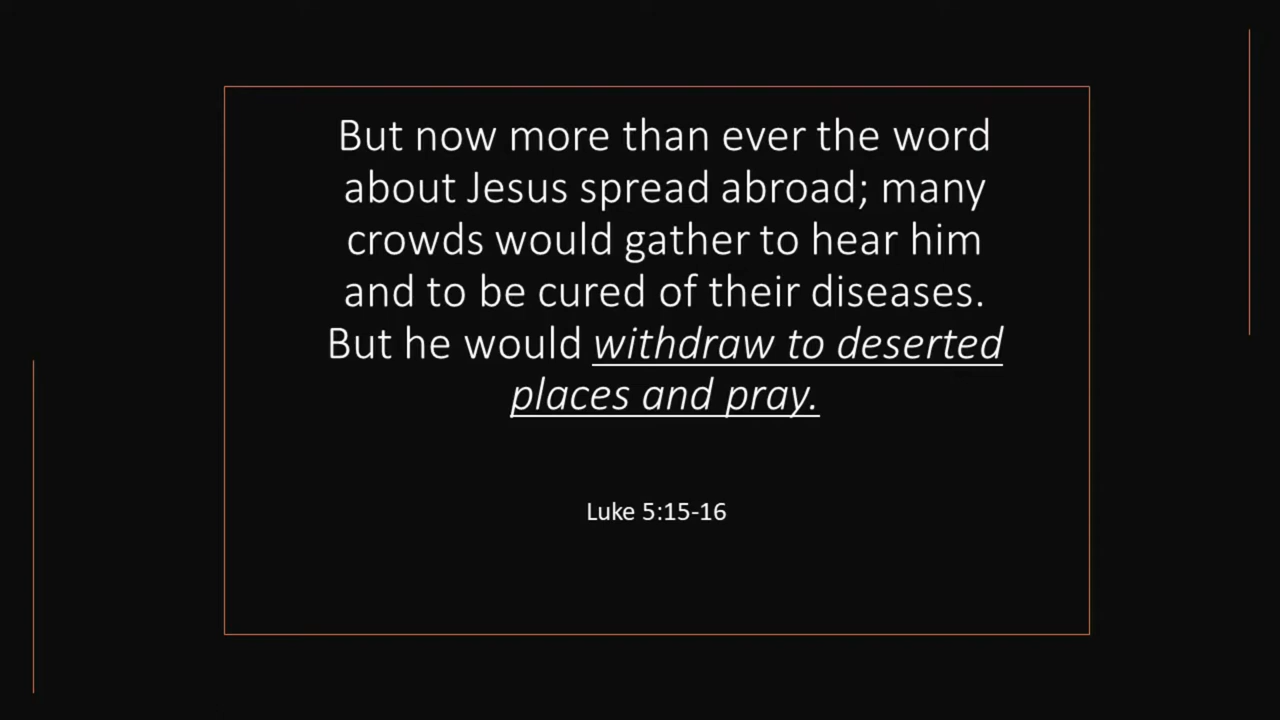 But now more than ever the word
about Jesus spread abroad; many
crowds would gather to hear him
and to be cured of their diseases.
But he would withdraw to deserted
places and pray.
Luke 5:15-16